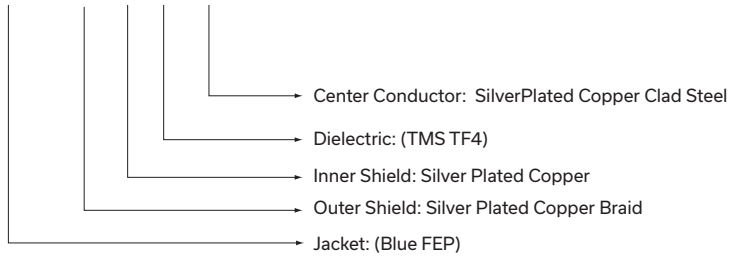 Center Conductor: SilverPlated Copper Clad Steel
Dielectric: (TMS TF4)
Inner Shield: Silver Plated Copper
Outer Shield: Silver Plated Copper Braid
Jacket: (Blue FEP)